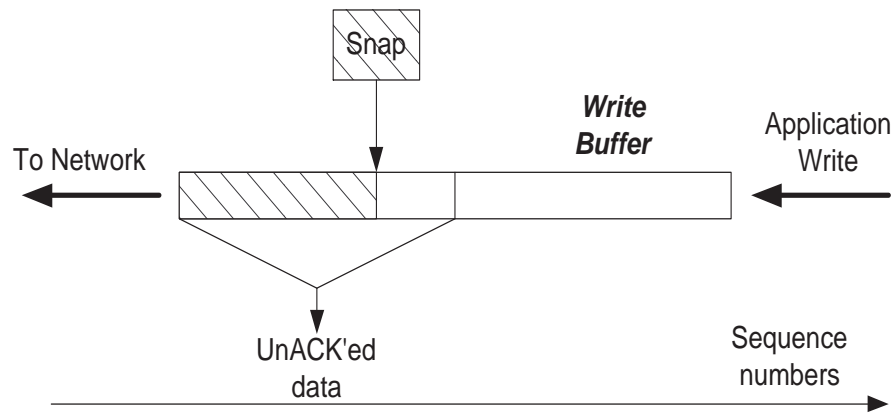 Snap
Write
Buffer
Application
Write
To Network
UnACK'ed
data
Sequence
numbers